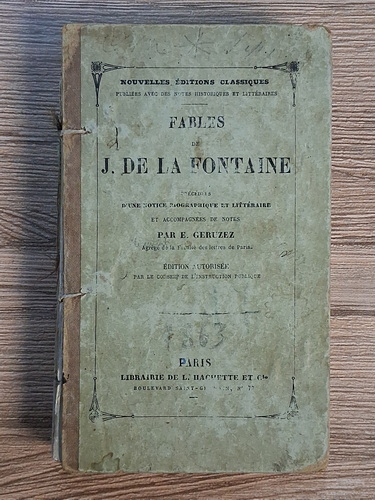 NOUVELLES ÉDITIONS CLASSIQUES
PUBLIÉES AVEC DES NOTES HISTORIQUES ET LITTÉRAIRES
FABLES
DE
J. DE LA FONTAINE
PRÉCÉDÉES
D'UNE NOTICE BIOGRAPHIQUE ET LITTÉRAIRE
ET ACCOMPAGNÉES DE NOTES
PAR E. GERUZEZ
Agrégé de la Faculté des lettres de Paris
ÉDITION AUTORISÉE
PAR LE CONSEIL DE L'INSTRUCTION PUBLIQUE
1863
PARIS
LIBRAIRIE DE L. HACHETTE ET Cie
BOULEVARD SAINT-GERMAIN, N° 77